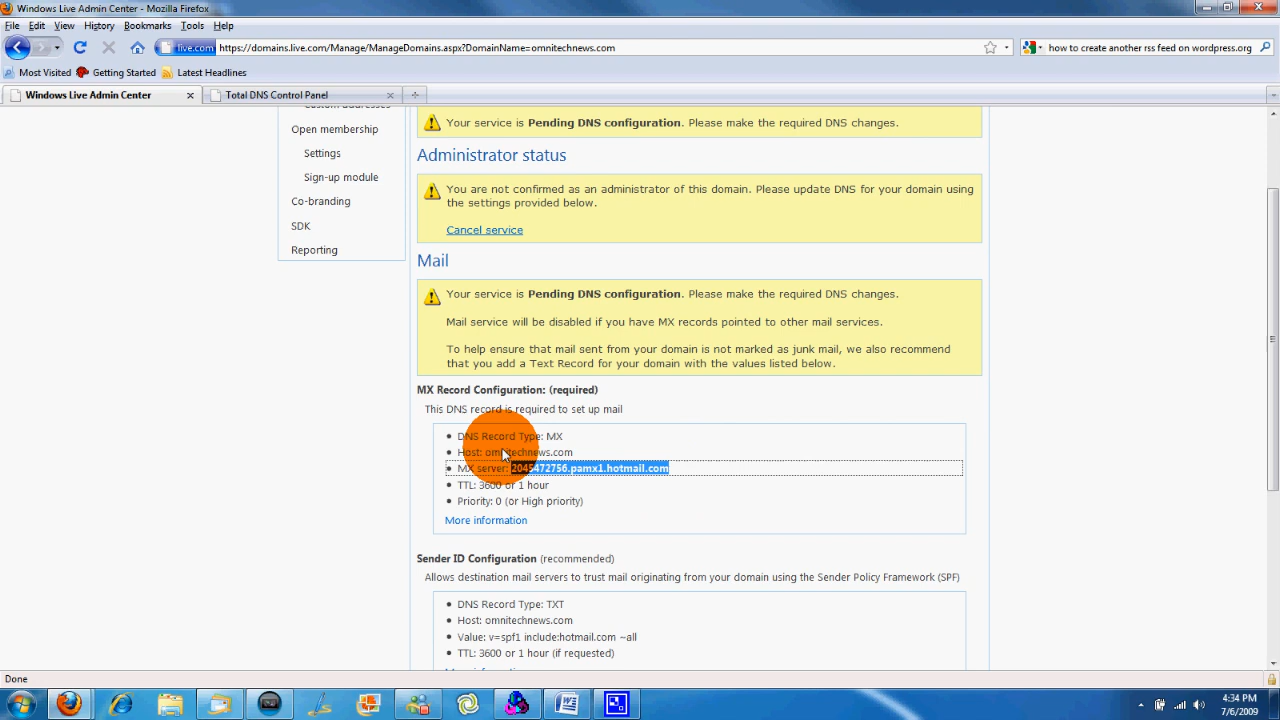 Windows Live Admin Center - Mozilla Firefox
File Edit View History Bookmarks Tools Help
live.com https://domains.live.com/Manage/ManageDomains.aspx?DomainName=omnitechnews.com
how to create another rss feed on wordpress.org
Most Visited Getting Started Latest Headlines
Windows Live Admin Center
Total DNS Control Panel
Custom addresses
Open membership
Settings
Sign-up module
Co-branding
SDK
Reporting
Your service is Pending DNS configuration. Please make the required DNS changes.
Administrator status
You are not confirmed as an administrator of this domain. Please update DNS for your domain using
the settings provided below.
Cancel service
Mail
Your service is Pending DNS configuration. Please make the required DNS changes.
Mail service will be disabled if you have MX records pointed to other mail services.
To help ensure that mail sent from your domain is not marked as junk mail, we also recommend
that you add a Text Record for your domain with the values listed below.
MX Record Configuration: (required)
This DNS record is required to set up mail
• DNS Record Type: MX
• Host: omnitechnews.com
• MX server: 2045472756.pamx1.hotmail.com
• TTL: 3600 or 1 hour
• Priority: 0 (or High priority)
More information
Sender ID Configuration (recommended)
Allows destination mail servers to trust mail originating from your domain using the Sender Policy Framework (SPF)
• DNS Record Type: TXT
• Host: omnitechnews.com
• Value: v=spf1 include:hotmail.com ~all
• TTL: 3600 or 1 hour (if requested)
Done
4:34 PM
7/6/2009